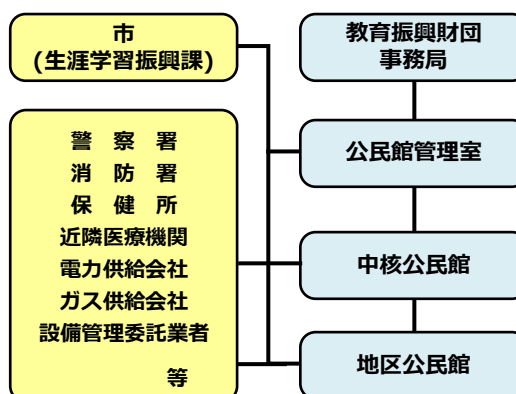 市
(生涯学習振興課)
警 察 署
消 防 署
保 健 所
近隣医療機関
電力供給会社
ガス供給会社
設備管理委託業者
等
教育振興財団
事務局
公民館管理室
中核公民館
地区公民館